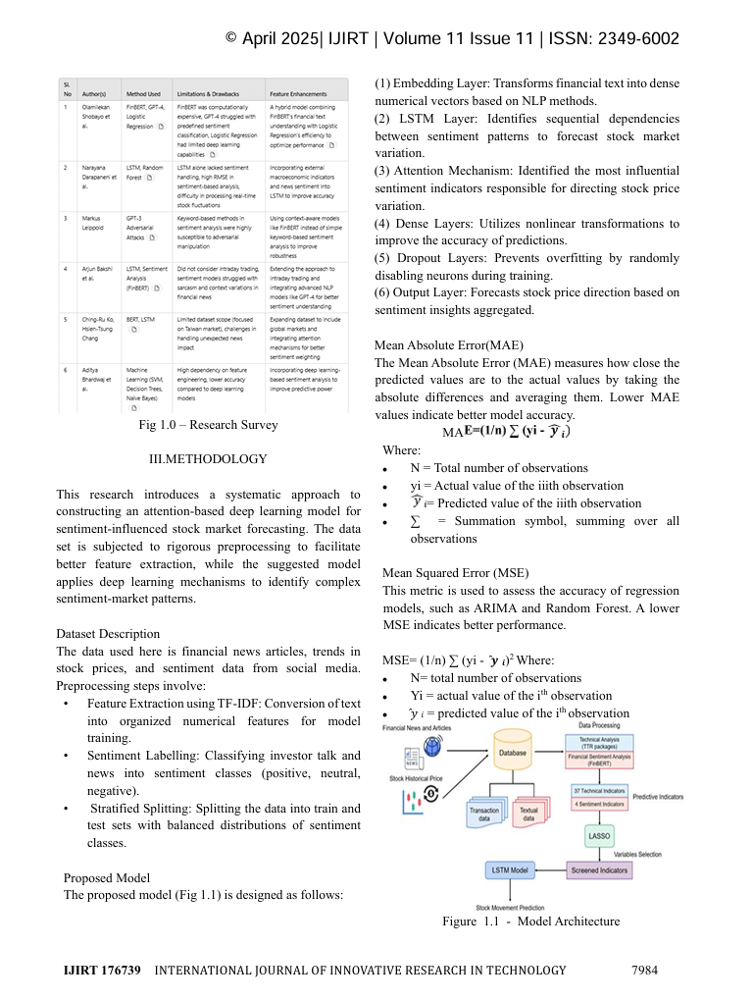 © April 2025| IJIRT | Volume 11 Issue 11 | ISSN: 2349-6002
SL No Author(s) Method Used Limitations & Drawbacks Feature Enhancements
1 Olamilekan Shobayo et al. FinBERT, GPT-4, Logistic Regression FinBERT was computationally expensive, GPT-4 struggled with predefined sentiment classification, Logistic Regression had limited deep learning capabilities A hybrid model combining FinBERT's financial text understanding with Logistic Regression's efficiency to optimize performance
2 Narayana Darapaneni et al. LSTM, Random Forest LSTM alone lacked sentiment handling, high RMSE in sentiment-based analysis, difficulty in processing real-time stock fluctuations Incorporating external macroeconomic indicators and news sentiment into LSTM to improve accuracy
3 Markus Leippold GPT-3 Adversarial Attacks Keyword-based methods in sentiment analysis were highly susceptible to adversarial manipulation Using context-aware models like FinBERT instead of simple keyword-based sentiment analysis to improve robustness
4 Arjun Bakshi et al. LSTM, Sentiment Analysis (FinBERT) Did not consider intraday trading, sentiment models struggled with sarcasm and context variations in financial news Extending the approach to intraday trading and integrating advanced NLP models like GPT-4 for better sentiment understanding
5 Ching-Ru Ko, Hsien-Tsung Chang BERT, LSTM Limited dataset scope (focused on Taiwan market), challenges in handling unexpected news impact Expanding dataset to include global markets and integrating attention mechanisms for better sentiment weighting
6 Aditya Bhardwaj et al. Machine Learning (SVM, Decision Trees, Naïve Bayes) High dependency on feature engineering, lower accuracy compared to deep learning models Incorporating deep learning-based sentiment analysis to improve predictive power
Fig 1.0 – Research Survey
III.METHODOLOGY
This research introduces a systematic approach to
constructing an attention-based deep learning model for
sentiment-influenced stock market forecasting. The data
set is subjected to rigorous preprocessing to facilitate
better feature extraction, while the suggested model
applies deep learning mechanisms to identify complex
sentiment-market patterns.
Dataset Description
The data used here is financial news articles, trends in
stock prices, and sentiment data from social media.
Preprocessing steps involve:
• Feature Extraction using TF-IDF: Conversion of text
into organized numerical features for model
training.
• Sentiment Labelling: Classifying investor talk and
news into sentiment classes (positive, neutral,
negative).
• Stratified Splitting: Splitting the data into train and
test sets with balanced distributions of sentiment
classes.
Proposed Model
The proposed model (Fig 1.1) is designed as follows:
(1) Embedding Layer: Transforms financial text into dense
numerical vectors based on NLP methods.
(2) LSTM Layer: Identifies sequential dependencies
between sentiment patterns to forecast stock market
variation.
(3) Attention Mechanism: Identified the most influential
sentiment indicators responsible for directing stock price
variation.
(4) Dense Layers: Utilizes nonlinear transformations to
improve the accuracy of predictions.
(5) Dropout Layers: Prevents overfitting by randomly
disabling neurons during training.
(6) Output Layer: Forecasts stock price direction based on
sentiment insights aggregated.
Mean Absolute Error(MAE)
The Mean Absolute Error (MAE) measures how close the
predicted values are to the actual values by taking the
absolute differences and averaging them. Lower MAE
values indicate better model accuracy.
MAE=(1/n) ∑ (yi - ŷ i)
Where:
• N = Total number of observations
• yi = Actual value of the iiith observation
• ŷ i= Predicted value of the iiith observation
• ∑ = Summation symbol, summing over all
observations
Mean Squared Error (MSE)
This metric is used to assess the accuracy of regression
models, such as ARIMA and Random Forest. A lower
MSE indicates better performance.
MSE= (1/n) ∑ (yi - ˆy i)² Where:
• N= total number of observations
• Yi = actual value of the ith observation
• ˆy i = predicted value of the ith observation
Financial News and Articles
NEWS
Stock Historical Price
Database
Transaction data
Textual data
Data Processing
Technical Analysis (TTR packages)
Financial Sentiment Analysis (FinBERT)
37 Technical Indicators
4 Sentiment Indicators
Predictive Indicators
LASSO
Variables Selection
LSTM Model
Screened Indicators
Stock Movement Prediction
Figure 1.1 - Model Architecture
IJIRT 176739 INTERNATIONAL JOURNAL OF INNOVATIVE RESEARCH IN TECHNOLOGY 7984